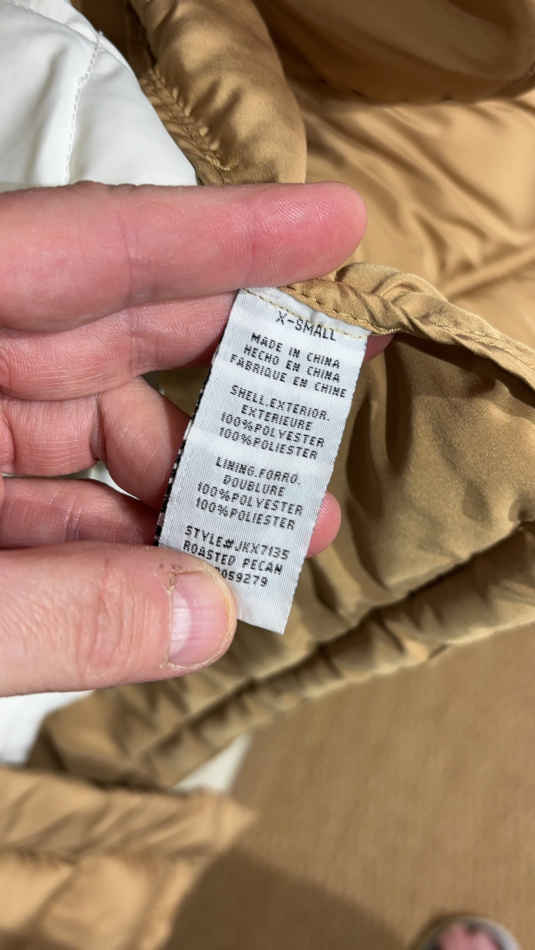 X-SMALL
MADE IN CHINA
HECHO EN CHINA
FABRIQUE EN CHINE
SHELL.EXTERIOR.
EXTERIEURE
100%POLYESTER
100%POLIESTER
LINING.FORRO.
DOUBLURE
100%POLYESTER
100%POLIESTER
STYLE#JKX7135
ROASTED PECAN